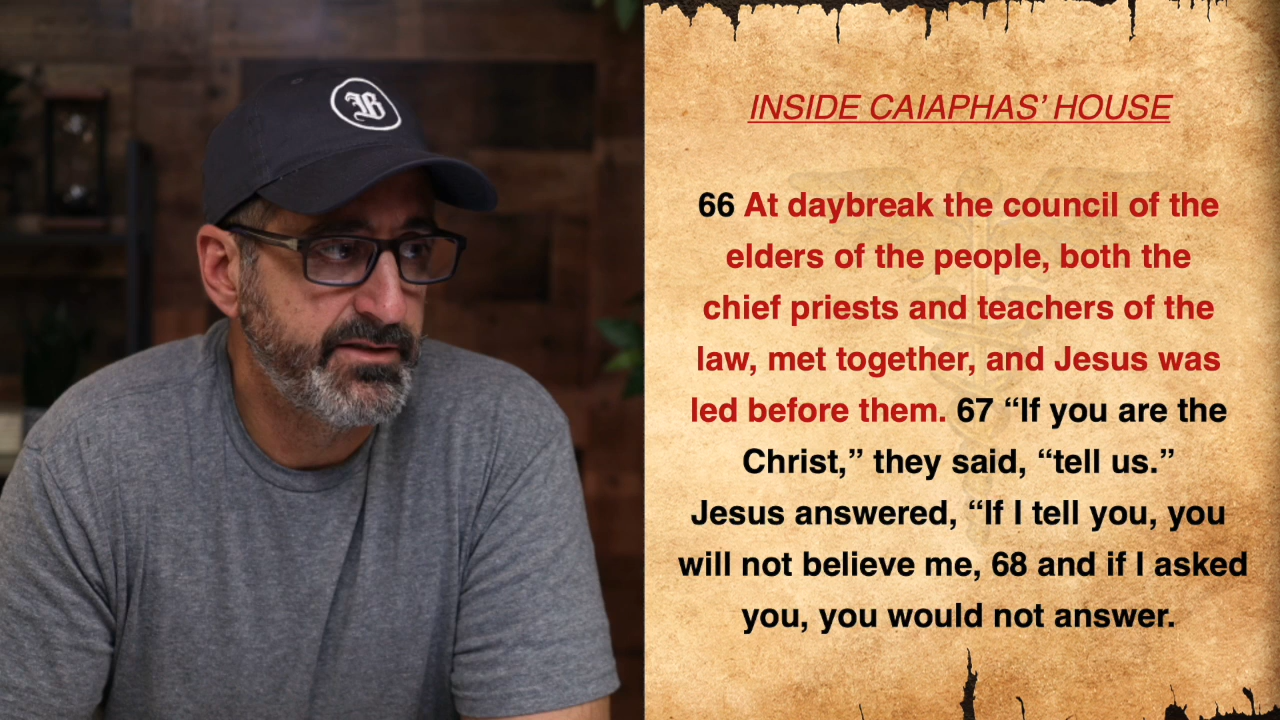 B
INSIDE CAIAPHAS’ HOUSE
66 At daybreak the council of the
elders of the people, both the
chief priests and teachers of the
law, met together, and Jesus was
led before them. 67 “If you are the
Christ,” they said, “tell us.”
Jesus answered, “If I tell you, you
will not believe me, 68 and if I asked
you, you would not answer.